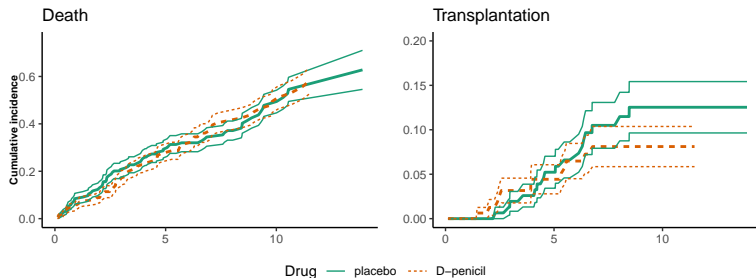 Death
Transplantation
Cumulative incidence
0.6
0.4
0.2
0.0
0 5 10
0.20
0.15
0.10
0.05
0.00
0 5 10
Drug placebo D−penicil